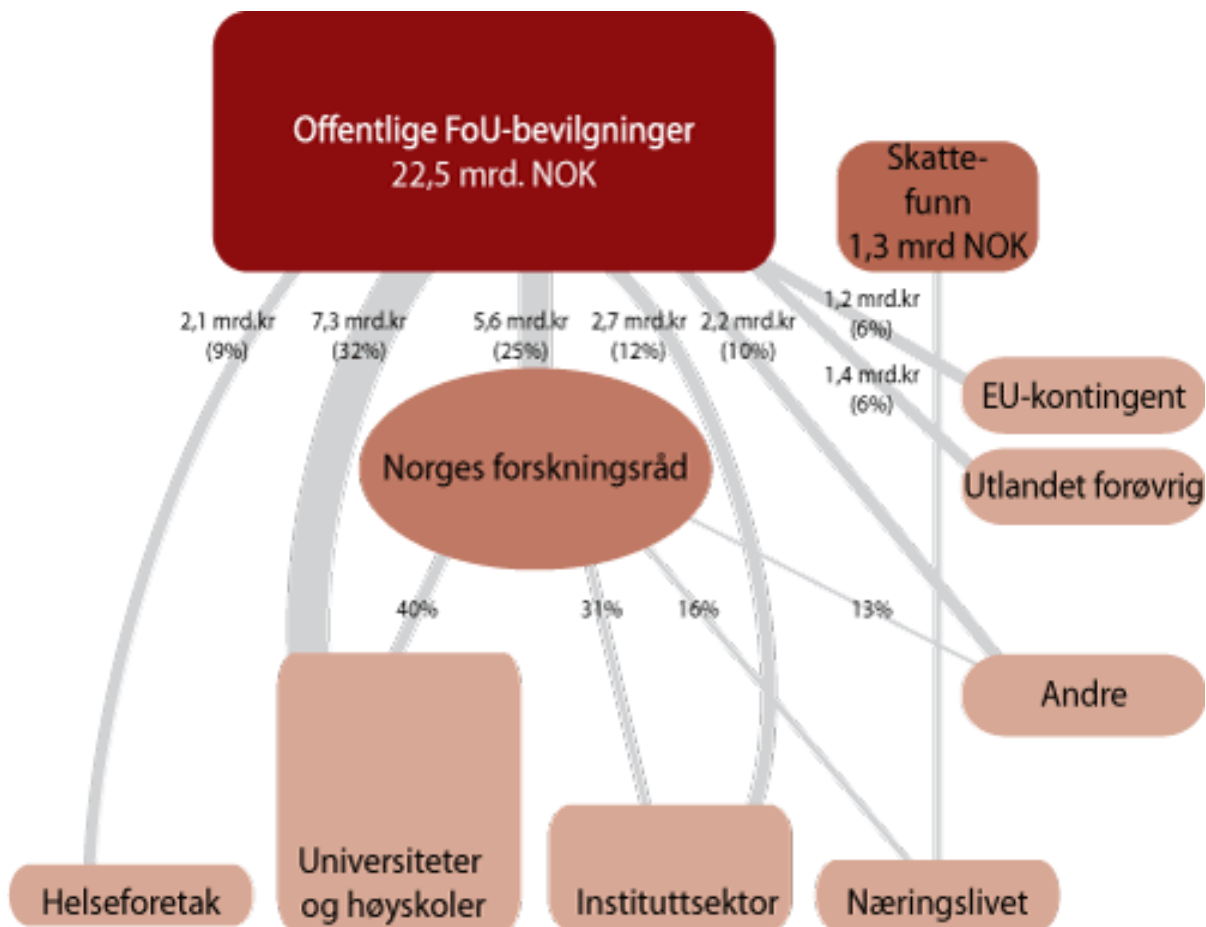 Offentlige FoU-bevilgninger
22,5 mrd. NOK
Skatte-
funn
1,3 mrd NOK
2,1 mrd.kr
(9%)
7,3 mrd.kr
(32%)
5,6 mrd.kr
(25%)
2,7 mrd.kr
(12%)
2,2 mrd.kr
(10%)
1,2 mrd.kr
(6%)
1,4 mrd.kr
(6%)
EU-kontingent
Utlandet forøvrig
Norges forskningsråd
40%
31%
16%
13%
Andre
Helseforetak
Universiteter
og høyskoler
Instituttsektor
Næringslivet